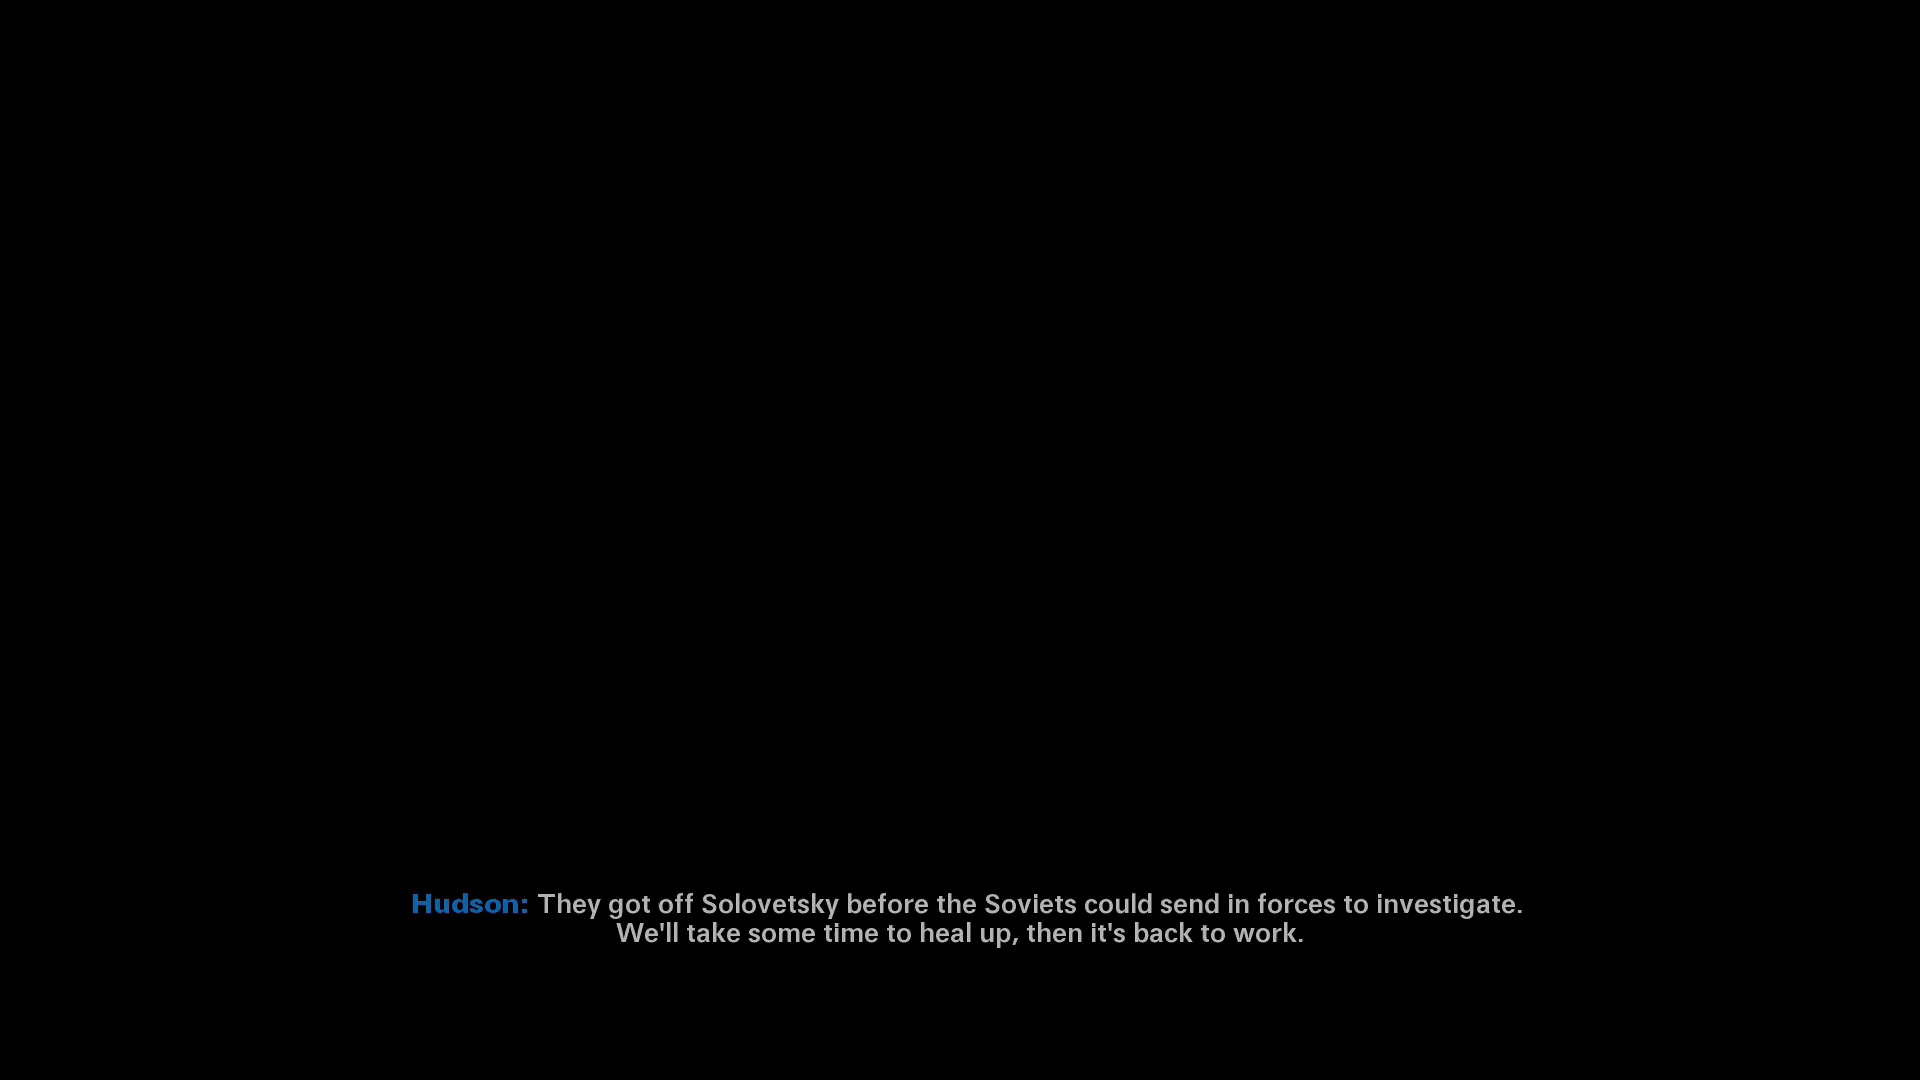 Hudson: They got off Solovetsky before the Soviets could send in forces to investigate.
We'll take some time to heal up, then it's back to work.